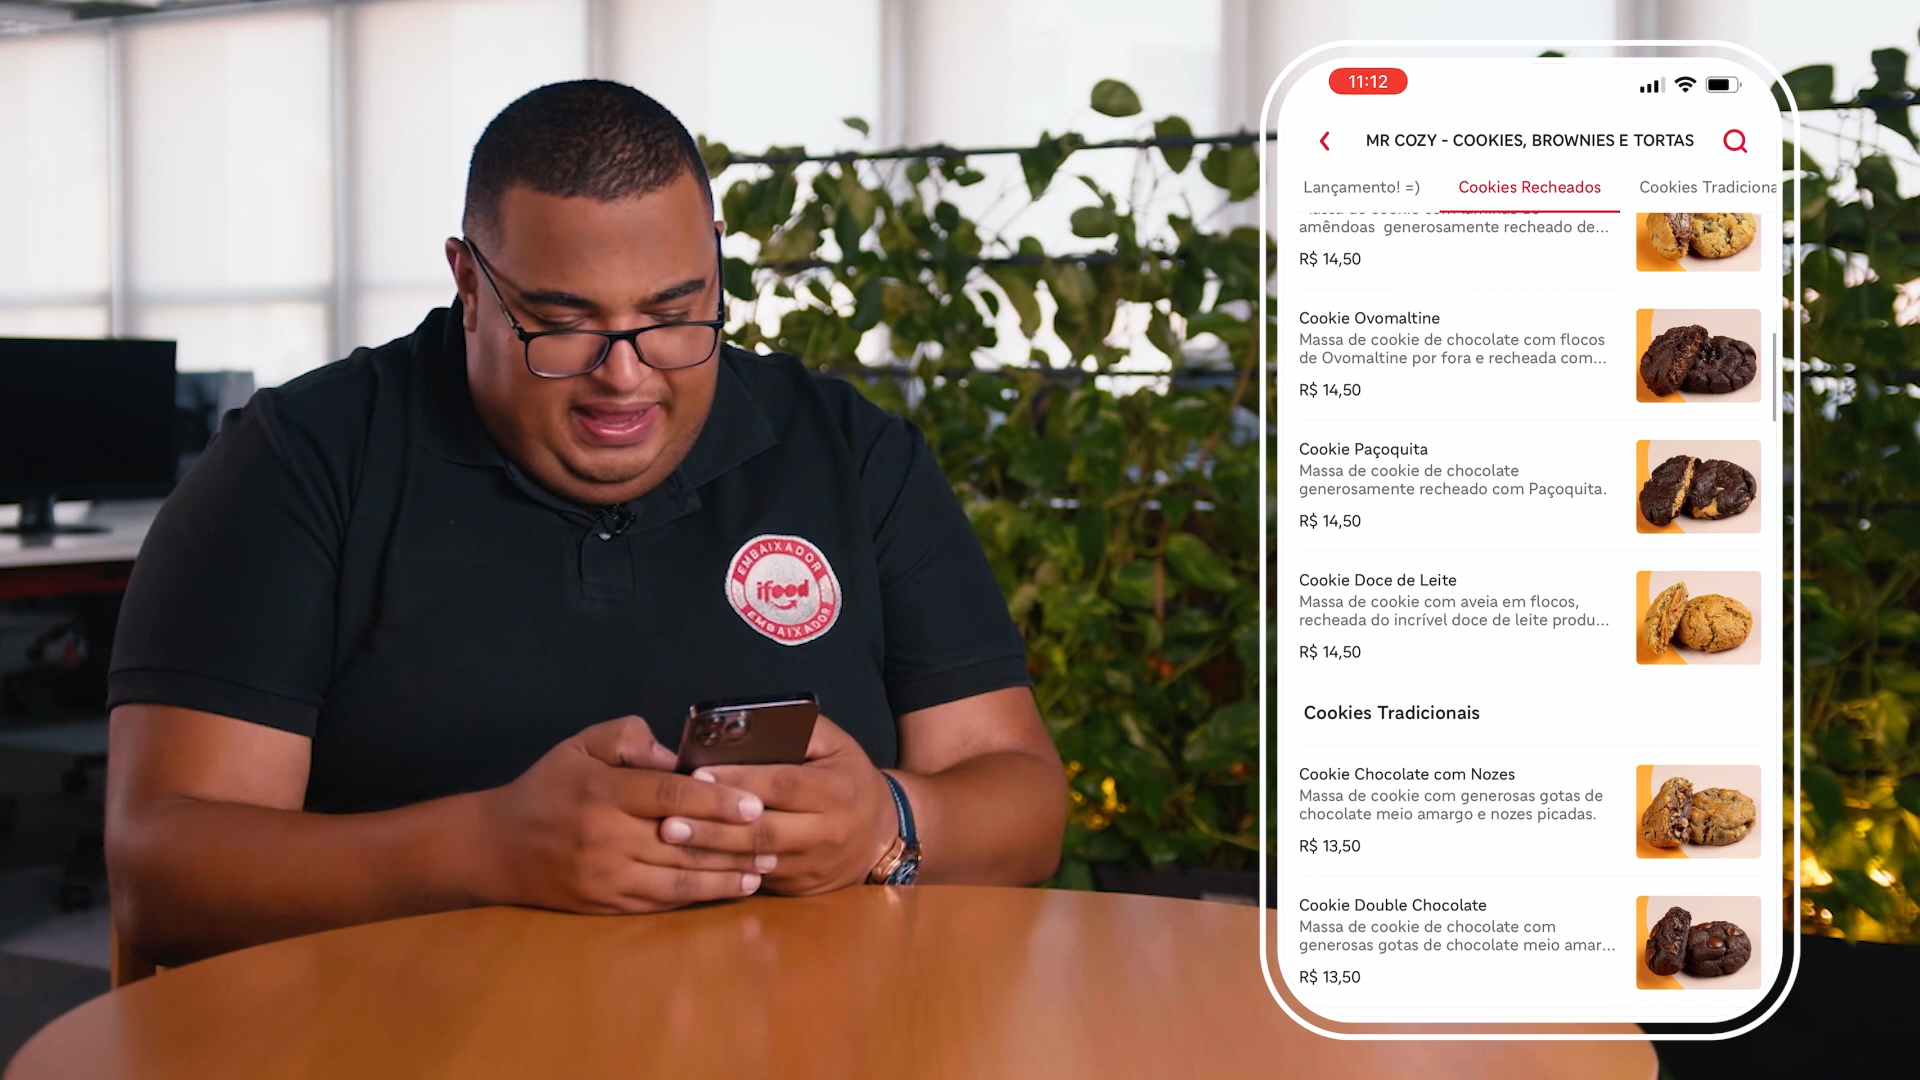 EMBAIXADOR
ifood
EMBAIXADOR
11:12
MR COZY - COOKIES, BROWNIES E TORTAS
Lançamento! =)
Cookies Recheados
Cookies Tradiciona
amêndoas generosamente recheado de...
R$ 14,50
Cookie Ovomaltine
Massa de cookie de chocolate com flocos
de Ovomaltine por fora e recheada com...
R$ 14,50
Cookie Paçoquita
Massa de cookie de chocolate
generosamente recheado com Paçoquita.
R$ 14,50
Cookie Doce de Leite
Massa de cookie com aveia em flocos,
recheada do incrível doce de leite produ...
R$ 14,50
Cookies Tradicionais
Cookie Chocolate com Nozes
Massa de cookie com generosas gotas de
chocolate meio amargo e nozes picadas.
R$ 13,50
Cookie Double Chocolate
Massa de cookie de chocolate com
generosas gotas de chocolate meio amar...
R$ 13,50